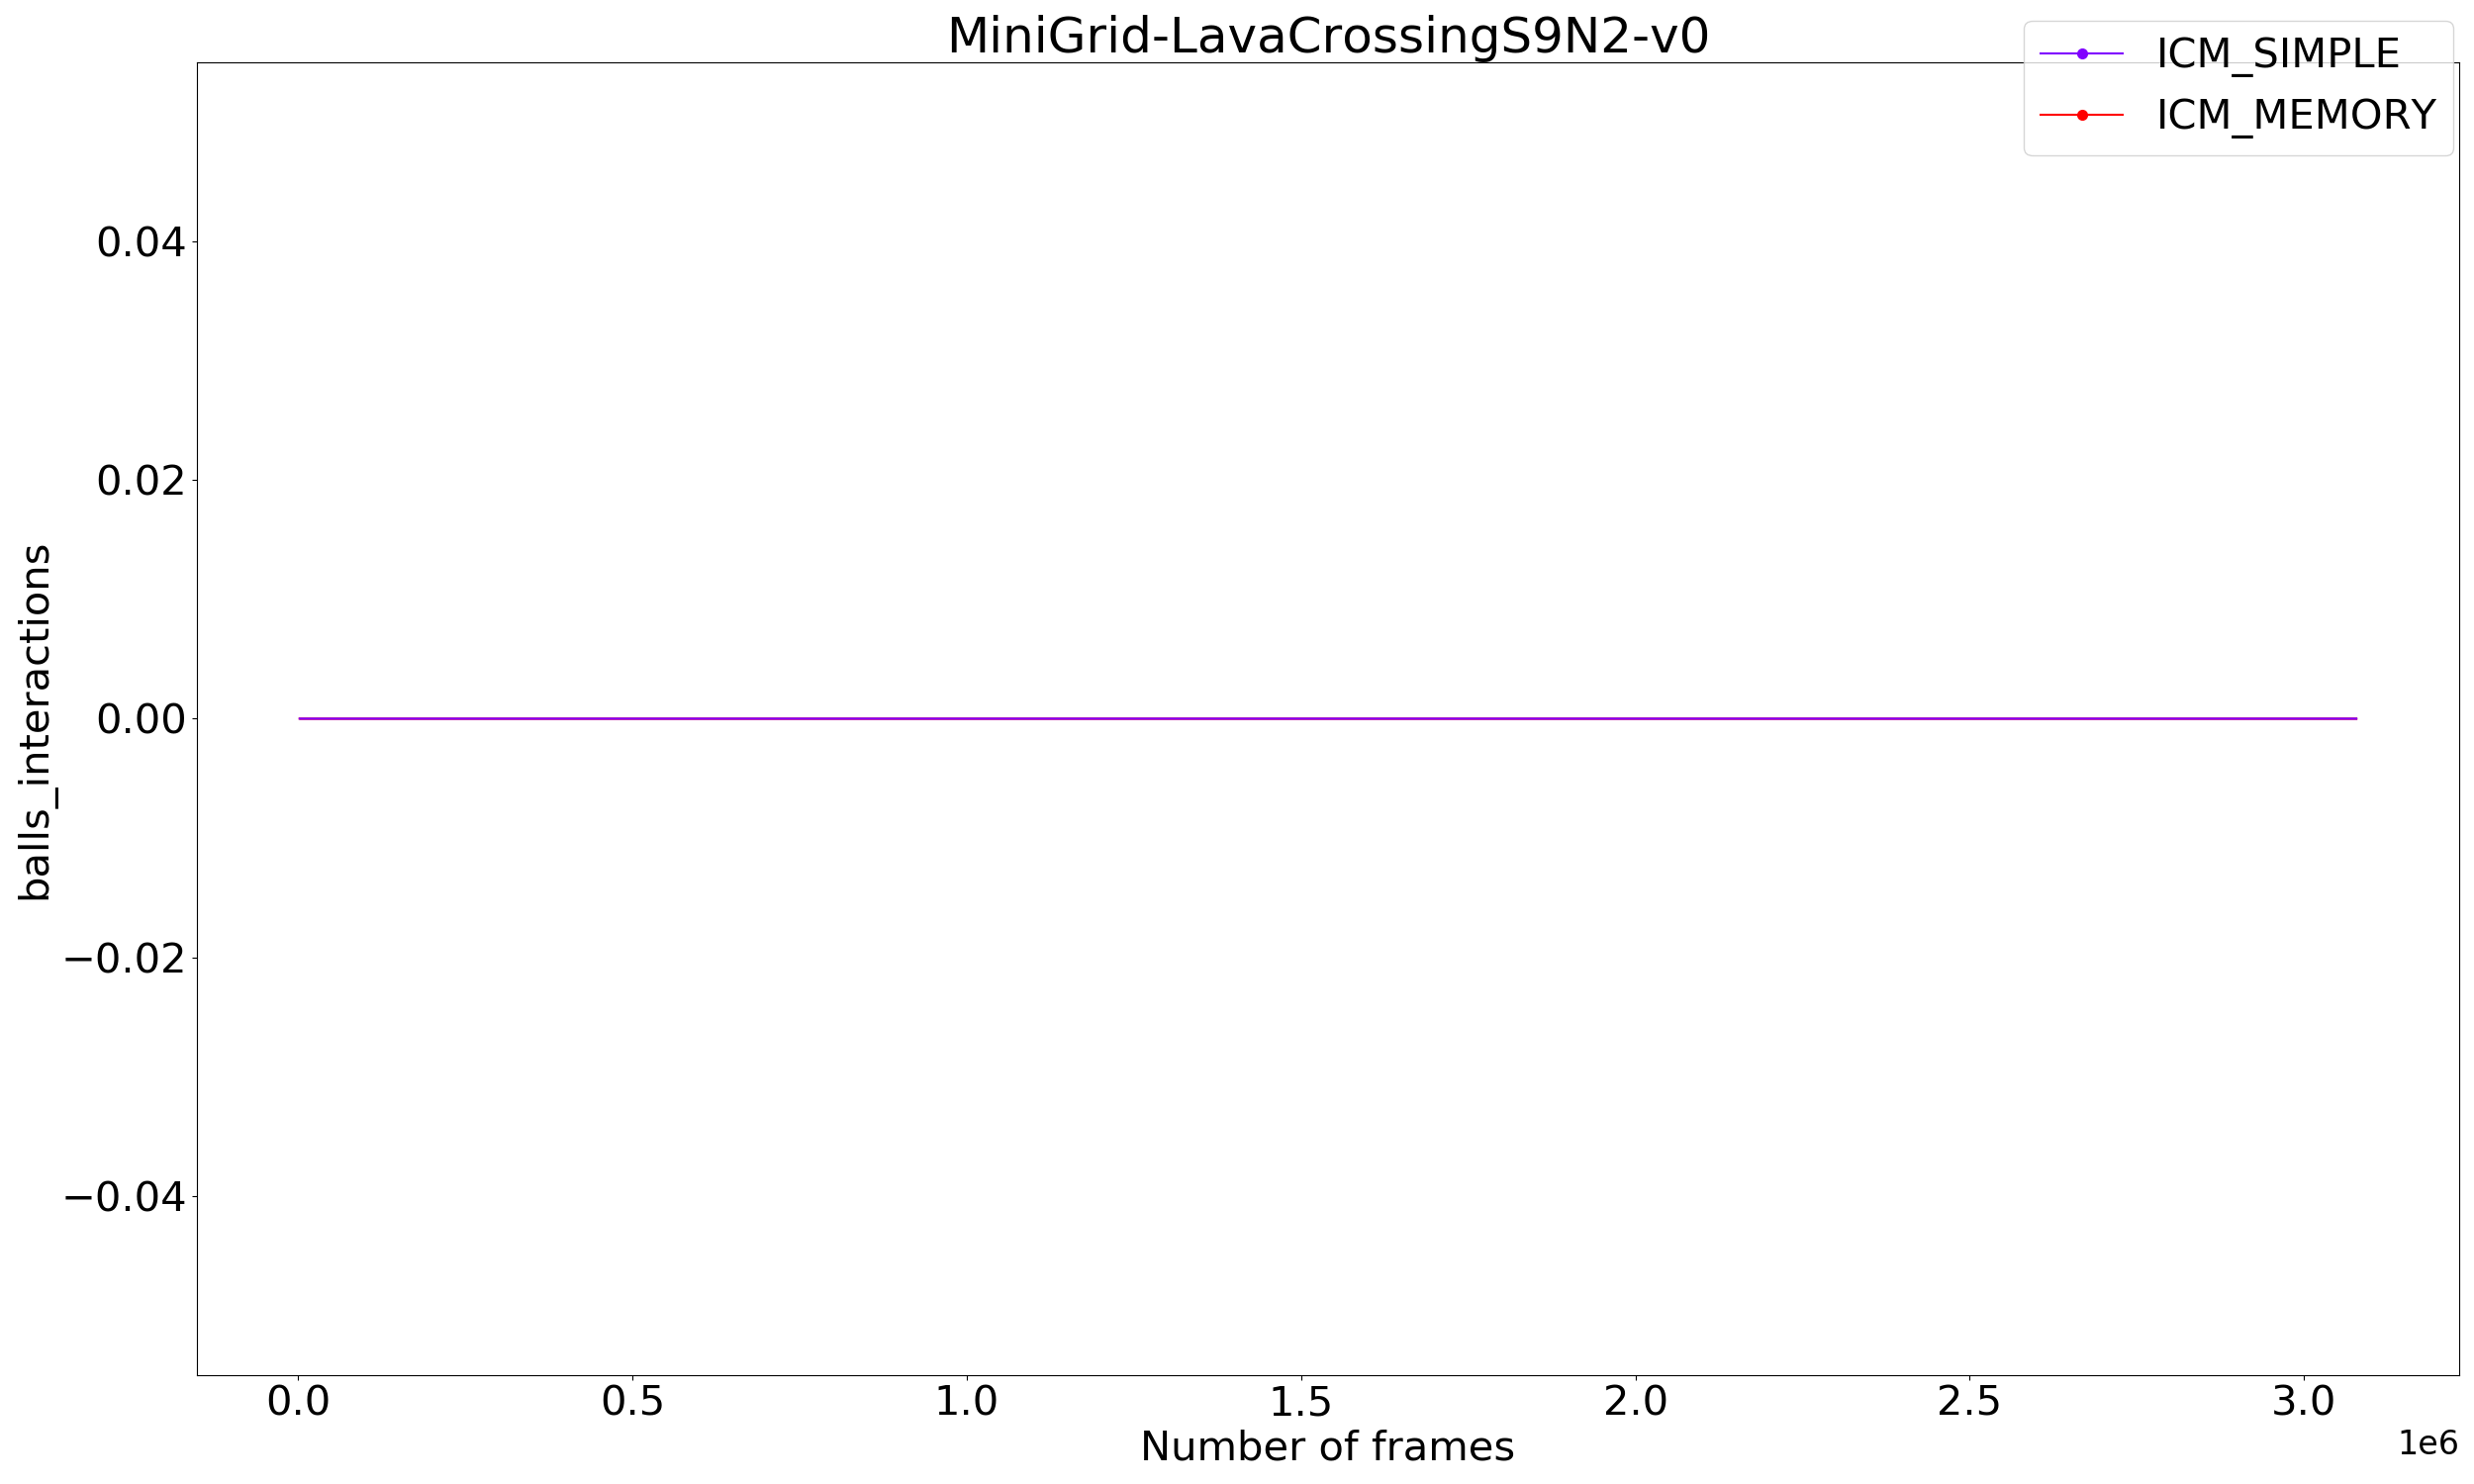 MiniGrid-LavaCrossingS9N2-v0
ICM_SIMPLE
ICM_MEMORY
balls_interactions
0.04
0.02
0.00
−0.02
−0.04
0.0 0.5 1.0 1.5 2.0 2.5 3.0
Number of frames
1e6